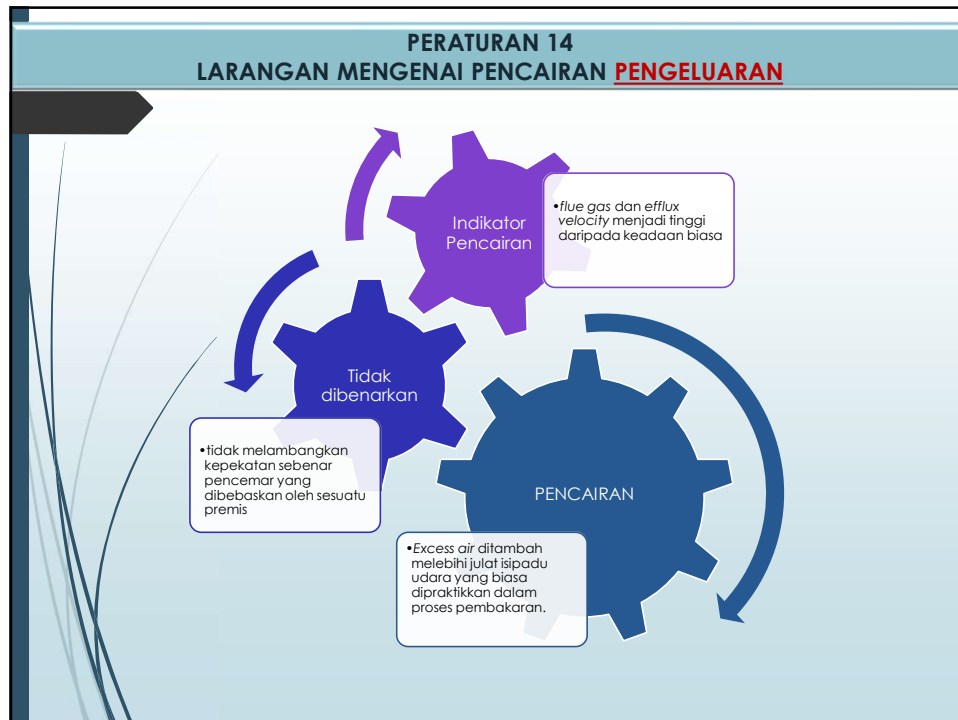 PERATURAN 14
LARANGAN MENGENAI PENCAIRAN PENGELUARAN
Indikator
Pencairan
•flue gas dan efflux
velocity menjadi tinggi
daripada keadaan biasa
Tidak
dibenarkan
•tidak melambangkan
kepekatan sebenar
pencemar yang
dibebaskan oleh sesuatu
premis
PENCAIRAN
•Excess air ditambah
melebihi julat isipadu
udara yang biasa
dipraktikkan dalam
proses pembakaran.